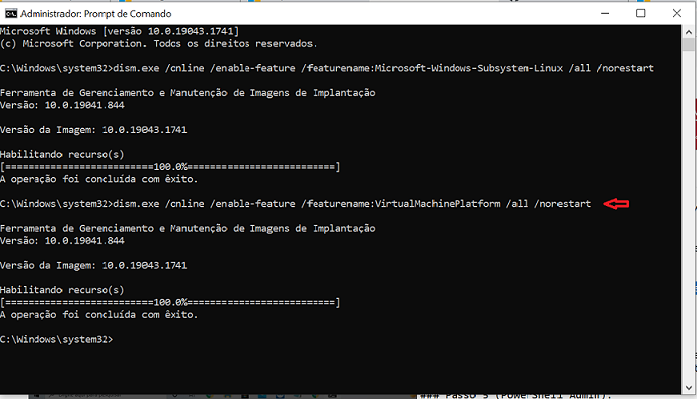 Administrador: Prompt de Comando
Microsoft Windows [versão 10.0.19043.1741]
(c) Microsoft Corporation. Todos os direitos reservados.
C:\Windows\system32>dism.exe /online /enable-feature /featurename:Microsoft-Windows-Subsystem-Linux /all /norestart
Ferramenta de Gerenciamento e Manutenção de Imagens de Implantação
Versão: 10.0.19041.844
Versão da Imagem: 10.0.19043.1741
Habilitando recurso(s)
[==========================100.0%==========================]
A operação foi concluída com êxito.
C:\Windows\system32>dism.exe /online /enable-feature /featurename:VirtualMachinePlatform /all /norestart
Ferramenta de Gerenciamento e Manutenção de Imagens de Implantação
Versão: 10.0.19041.844
Versão da Imagem: 10.0.19043.1741
Habilitando recurso(s)
[==========================100.0%==========================]
A operação foi concluída com êxito.
C:\Windows\system32>